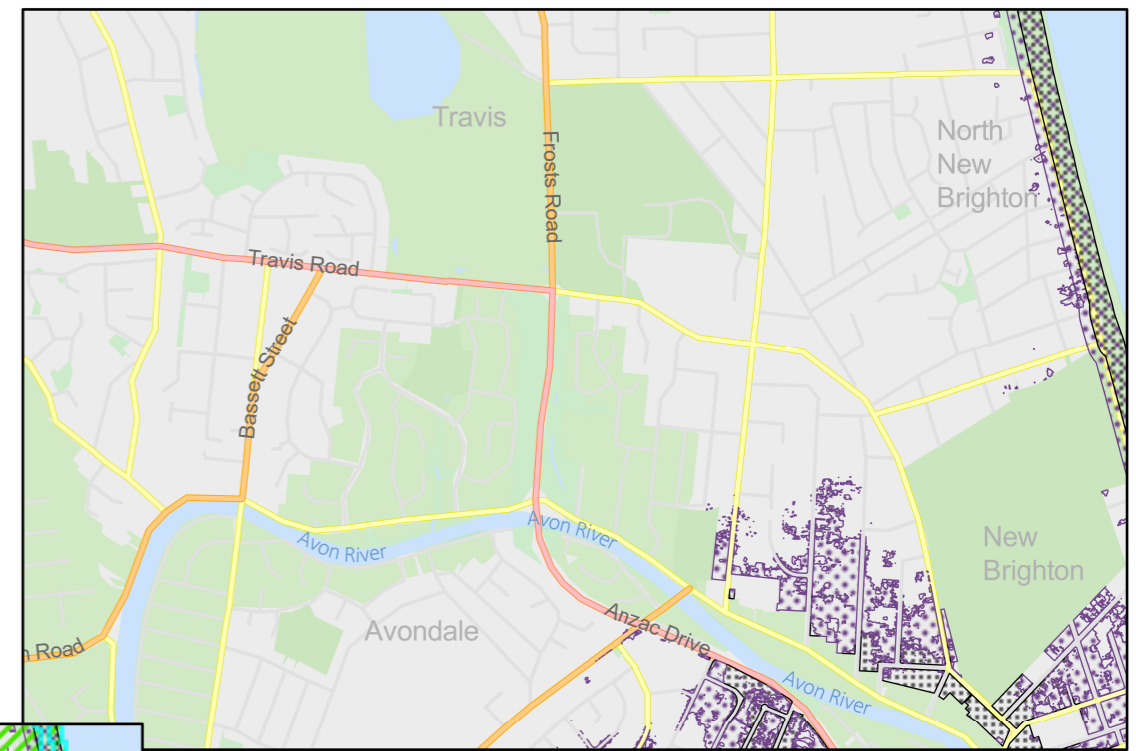 Travis
Frosts Road
North
New
Brighton
Travis Road
Bassett Street
Avon River
Avon River
New
Brighton
Avondale
Anzac Drive
Road
Avon River